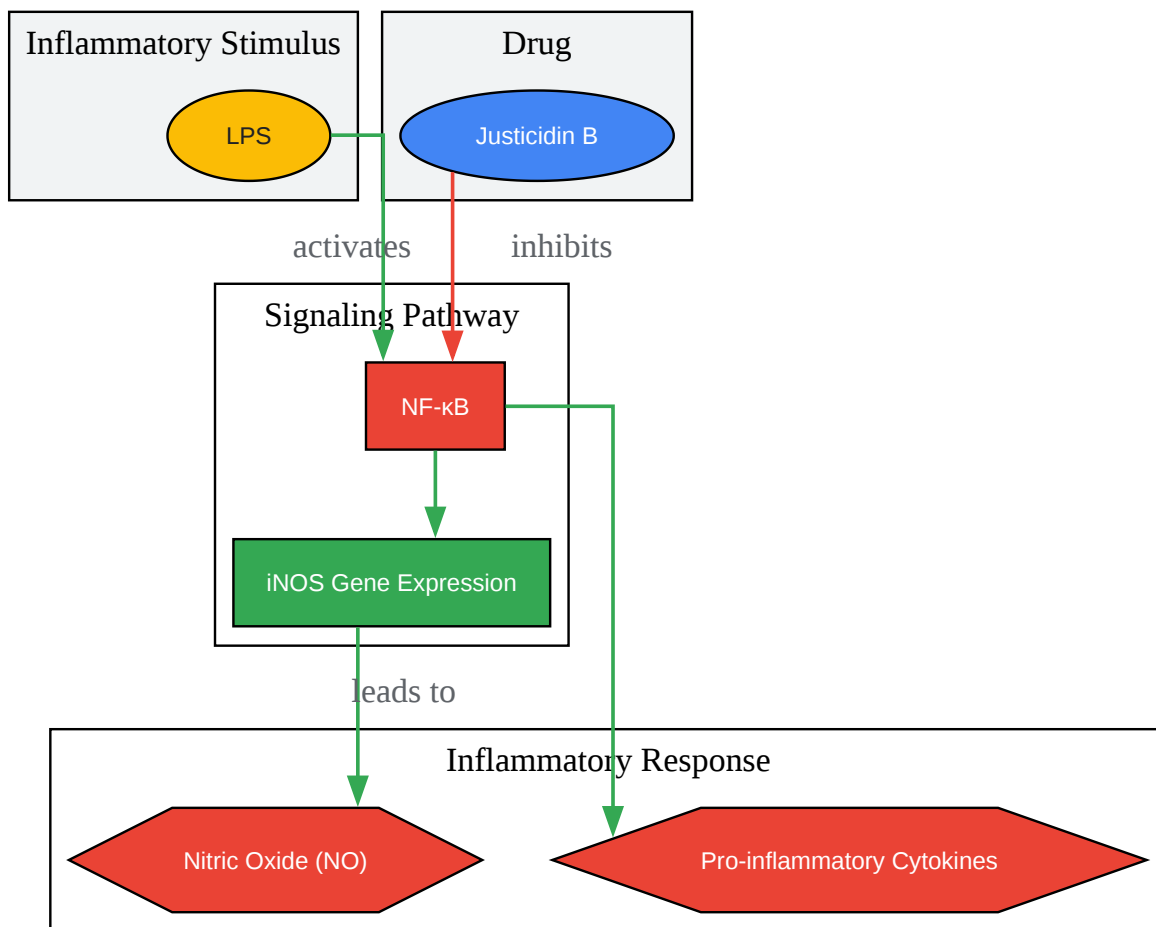 Inflammatory Stimulus
Drug
LPS
Justicidin B
activates
inhibits
Signaling Pathway
NF-κB
iNOS Gene Expression
leads to
Inflammatory Response
Nitric Oxide (NO)
Pro-inflammatory Cytokines